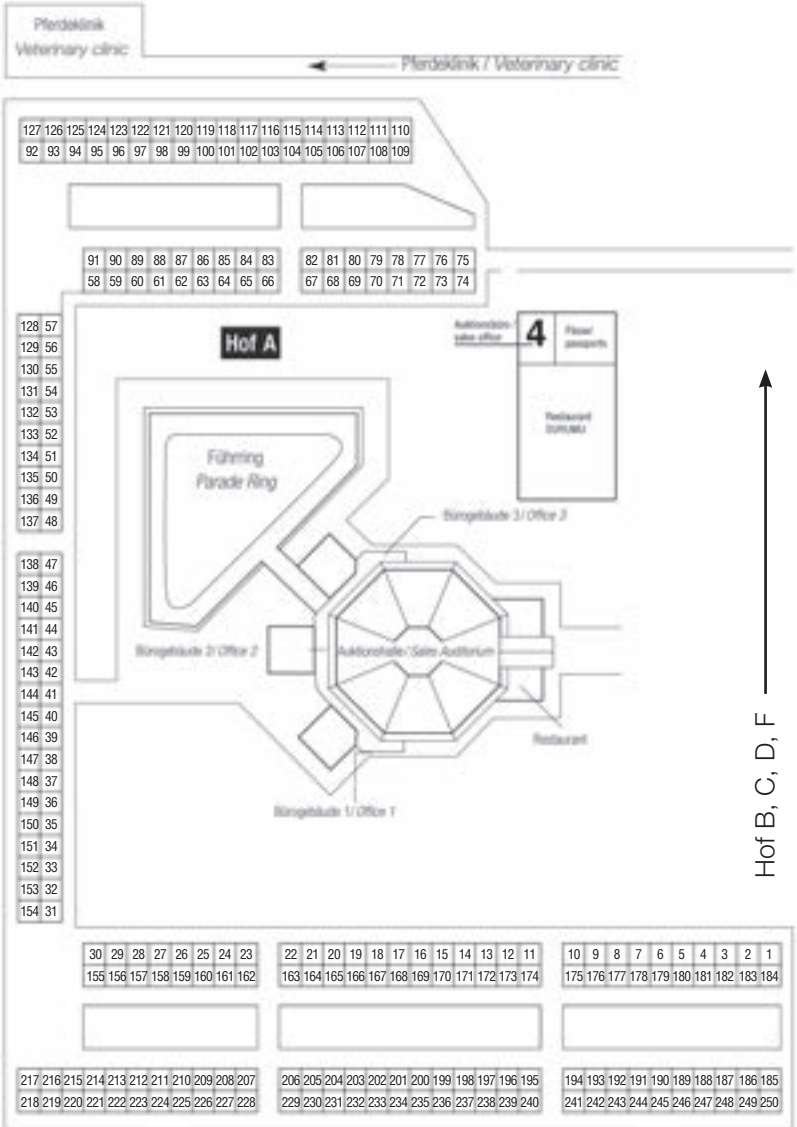 Pferdeklinik
Veterinary clinic
Pferdeklinik / Veterinary clinic
127 126 125 124 123 122 121 120 119 118 117 116 115 114 113 112 111 110
92 93 94 95 96 97 98 99 100 101 102 103 104 105 106 107 108 109
91 90 89 88 87 86 85 84 83
58 59 60 61 62 63 64 65 66
82 81 80 79 78 77 76 75
67 68 69 70 71 72 73 74
128 57
129 56
130 55
131 54
132 53
133 52
134 51
135 50
136 49
137 48
Hof A
Auktionsbüro /
sales office
4
Pässe/
passports
Restaurant
Führring
Parade Ring
Bürogebäude 3/ Office 3
138 47
139 46
140 45
141 44
142 43
143 42
144 41
145 40
146 39
147 38
148 37
149 36
150 35
151 34
152 33
153 32
154 31
Bürogebäude 2/ Office 2
Auktionshalle/ Sales Auditorium
Restaurant
Bürogebäude 1/ Office 1
Hof B, C, D, F
30 29 28 27 26 25 24 23
155 156 157 158 159 160 161 162
22 21 20 19 18 17 16 15 14 13 12 11
163 164 165 166 167 168 169 170 171 172 173 174
10 9 8 7 6 5 4 3 2 1
175 176 177 178 179 180 181 182 183 184
217 216 215 214 213 212 211 210 209 208 207
218 219 220 221 222 223 224 225 226 227 228
206 205 204 203 202 201 200 199 198 197 196 195
229 230 231 232 233 234 235 236 237 238 239 240
194 193 192 191 190 189 188 187 186 185
241 242 243 244 245 246 247 248 249 250